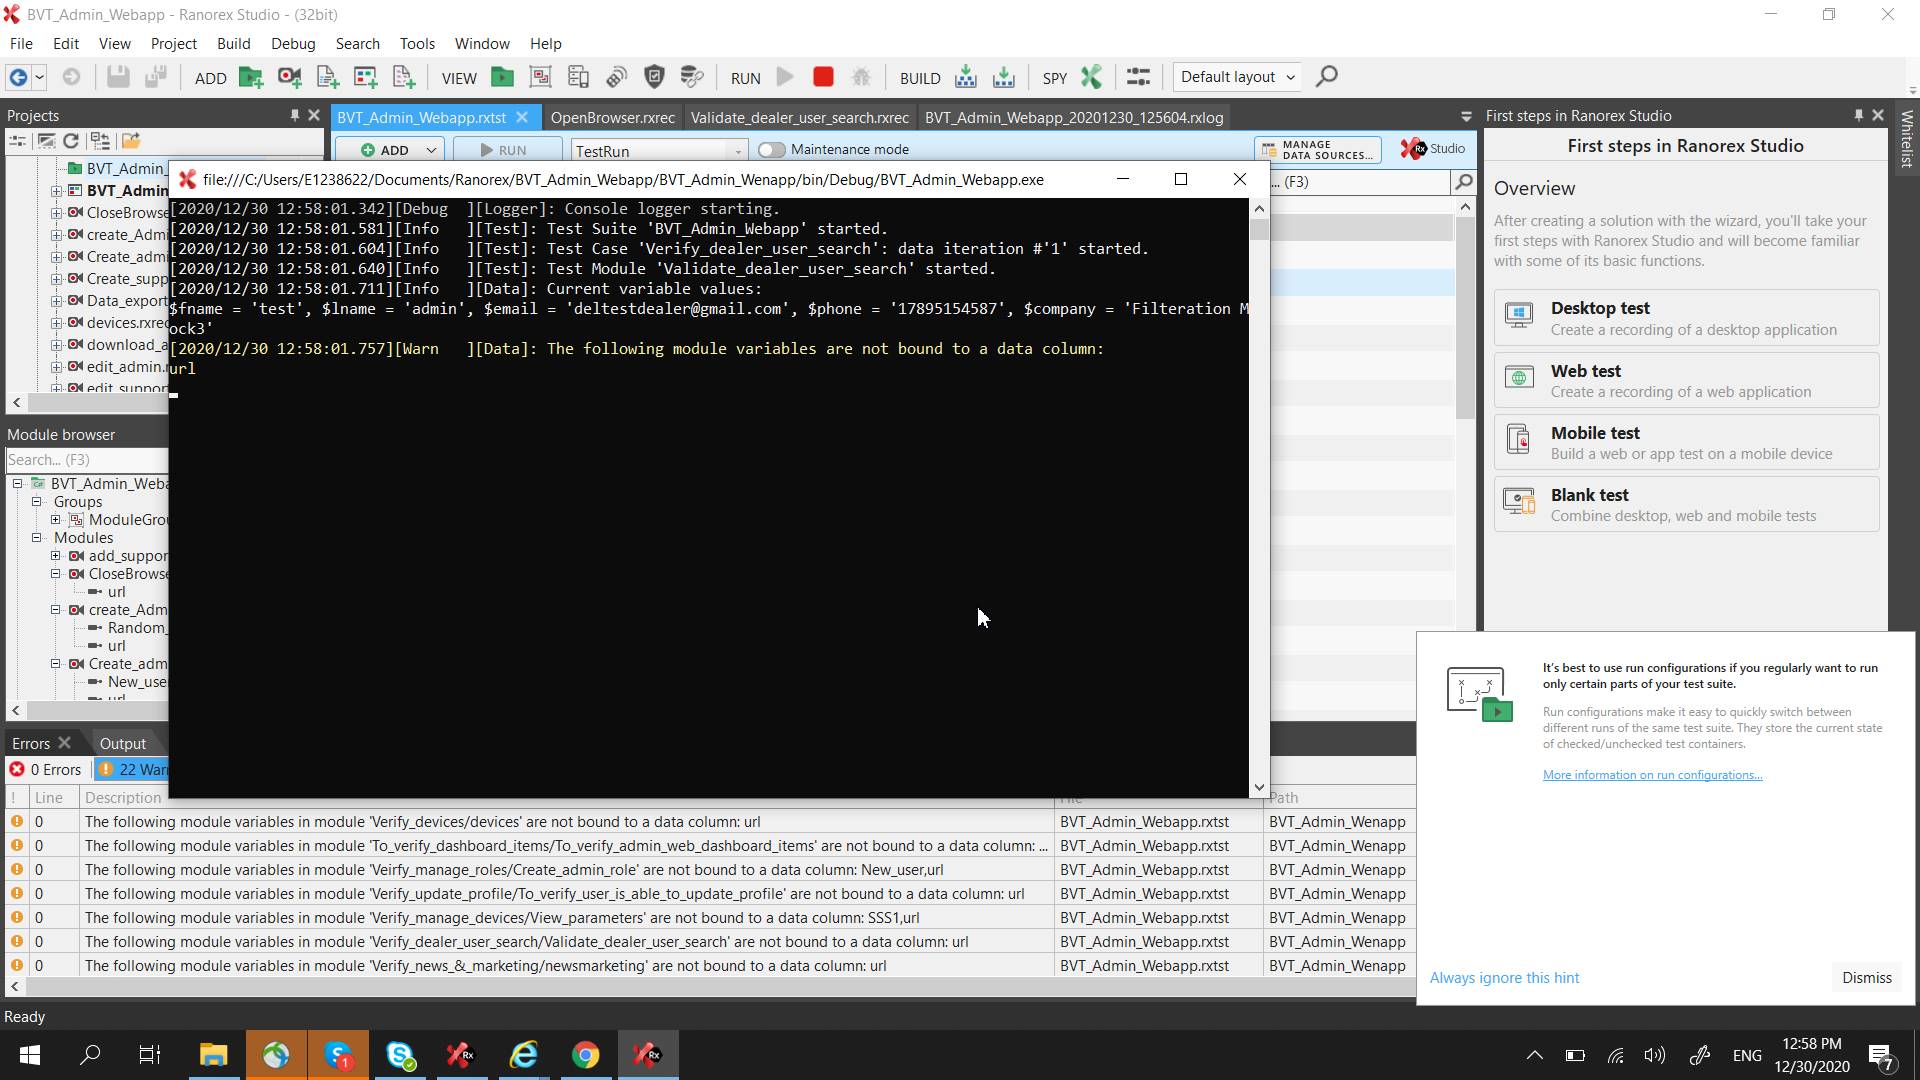 BVT_Admin_Webapp - Ranorex Studio - (32bit)
File Edit View Project Build Debug Search Tools Window Help
ADD VIEW RUN BUILD SPY Default layout
Projects
BVT_Admin_Webapp.rxtst OpenBrowser.rxrec Validate_dealer_user_search.rxrec BVT_Admin_Webapp_20201230_125604.rxlog
First steps in Ranorex Studio
Whitelist
ADD RUN TestRun Maintenance mode MANAGE
DATA SOURCES... Studio
First steps in Ranorex Studio
BVT_Admin_
BVT_Admin
CloseBrowse
create_Admi
Create_admi
Create_supp
Data_export
devices.rxrec
download_a
edit_admin.r
edit_support
file:///C:/Users/E1238622/Documents/Ranorex/BVT_Admin_Webapp/BVT_Admin_Wenapp/bin/Debug/BVT_Admin_Webapp.exe
... (F3)
[2020/12/30 12:58:01.342][Debug ][Logger]: Console logger starting.
[2020/12/30 12:58:01.581][Info ][Test]: Test Suite 'BVT_Admin_Webapp' started.
[2020/12/30 12:58:01.604][Info ][Test]: Test Case 'Verify_dealer_user_search': data iteration #'1' started.
[2020/12/30 12:58:01.640][Info ][Test]: Test Module 'Validate_dealer_user_search' started.
[2020/12/30 12:58:01.711][Info ][Data]: Current variable values:
$fname = 'test', $lname = 'admin', $email = 'deltestdealer@gmail.com', $phone = '17895154587', $company = 'Filteration M
ock3'
[2020/12/30 12:58:01.757][Warn ][Data]: The following module variables are not bound to a data column:
url
Overview
After creating a solution with the wizard, you'll take your
first steps with Ranorex Studio and will become familiar
with some of its basic functions.
Desktop test
Create a recording of a desktop application
Web test
Create a recording of a web application
Mobile test
Build a web or app test on a mobile device
Blank test
Combine desktop, web and mobile tests
Module browser
Search... (F3)
BVT_Admin_Weba
Groups
ModuleGrou
Modules
add_suppor
CloseBrowse
url
create_Adm
Random_
url
Create_adm
New_use
url
It's best to use run configurations if you regularly want to run
only certain parts of your test suite.
Run configurations make it easy to quickly switch between
different runs of the same test suite. They store the current state
of checked/unchecked test containers.
More information on run configurations...
Always ignore this hint Dismiss
Errors Output
0 Errors 22 Warn
! Line Description File Path
0 The following module variables in module 'Verify_devices/devices' are not bound to a data column: url BVT_Admin_Webapp.rxtst BVT_Admin_Wenapp
0 The following module variables in module 'To_verify_dashboard_items/To_verify_admin_web_dashboard_items' are not bound to a data column: ... BVT_Admin_Webapp.rxtst BVT_Admin_Wenapp
0 The following module variables in module 'Veirfy_manage_roles/Create_admin_role' are not bound to a data column: New_user,url BVT_Admin_Webapp.rxtst BVT_Admin_Wenapp
0 The following module variables in module 'Verify_update_profile/To_verify_user_is_able_to_update_profile' are not bound to a data column: url BVT_Admin_Webapp.rxtst BVT_Admin_Wenapp
0 The following module variables in module 'Verify_manage_devices/View_parameters' are not bound to a data column: SSS1,url BVT_Admin_Webapp.rxtst BVT_Admin_Wenapp
0 The following module variables in module 'Verify_dealer_user_search/Validate_dealer_user_search' are not bound to a data column: url BVT_Admin_Webapp.rxtst BVT_Admin_Wenapp
0 The following module variables in module 'Verify_news_&_marketing/newsmarketing' are not bound to a data column: url BVT_Admin_Webapp.rxtst BVT_Admin_Wenapp
Ready
1
Rx
Rx
ENG
12:58 PM
12/30/2020
7